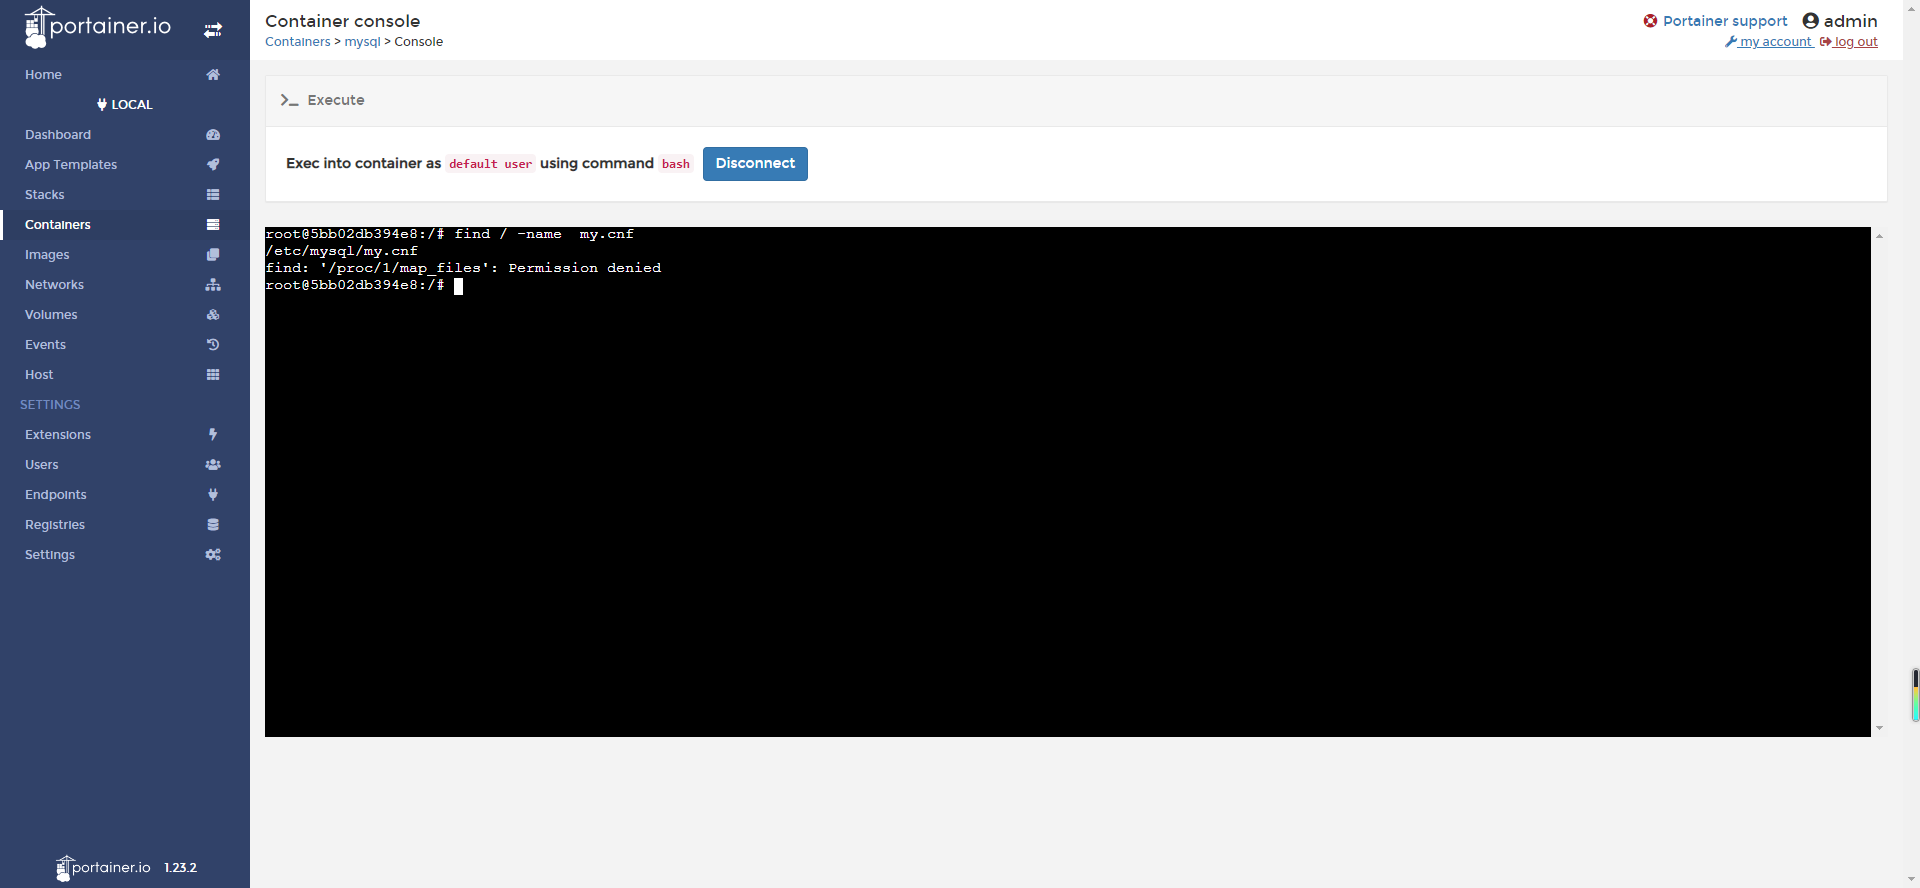 portainer.io
Home
LOCAL
Dashboard
App Templates
Stacks
Containers
Images
Networks
Volumes
Events
Host
SETTINGS
Extensions
Users
Endpoints
Registries
Settings
portainer.io 1.23.2
Container console
Containers > mysql > Console
Portainer support admin
my account log out
>_ Execute
Exec into container as default user using command bash Disconnect
root@5bb02db394e8:/# find / -name  my.cnf
/etc/mysql/my.cnf
find: '/proc/1/map_files': Permission denied
root@5bb02db394e8:/#